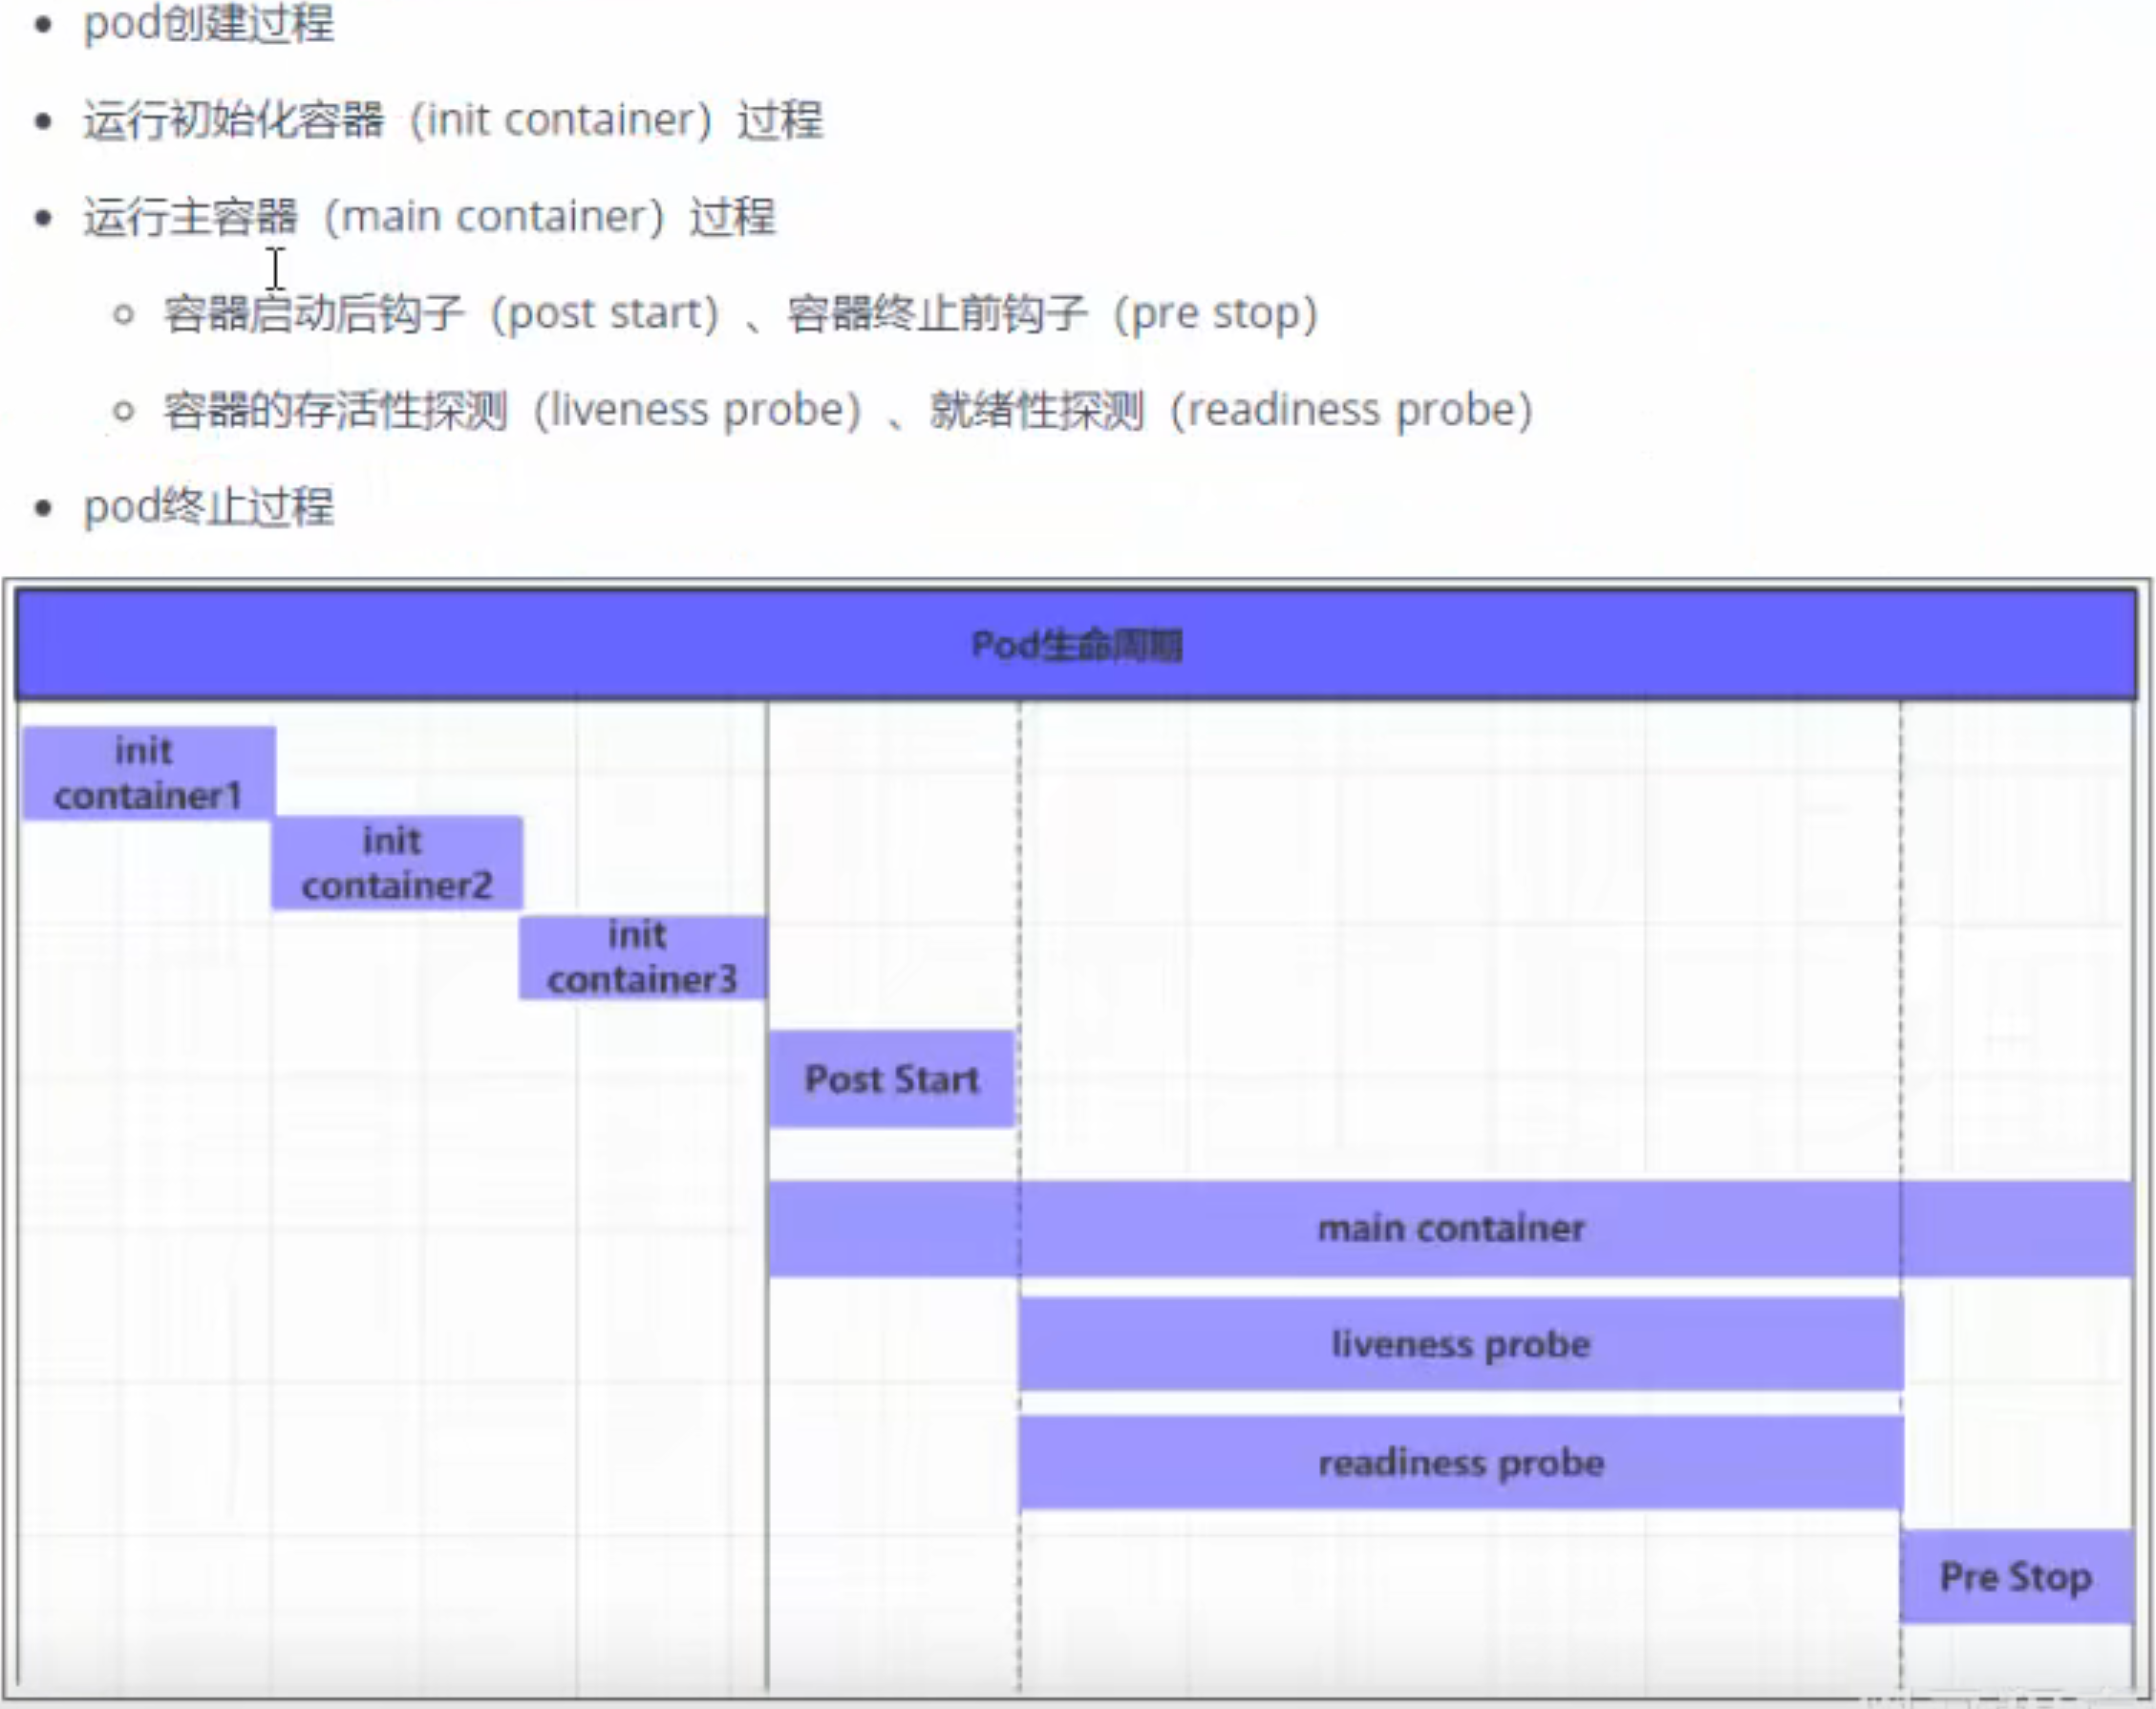 pod创建过程
运行初始化容器（init container）过程
运行主容器（main container）过程
容器启动后钩子（post start）、容器终止前钩子（pre stop）
容器的存活性探测（liveness probe）、就绪性探测（readiness probe）
pod终止过程
Pod生命周期
init
container1
init
container2
init
container3
Post Start
main container
liveness probe
readiness probe
Pre Stop